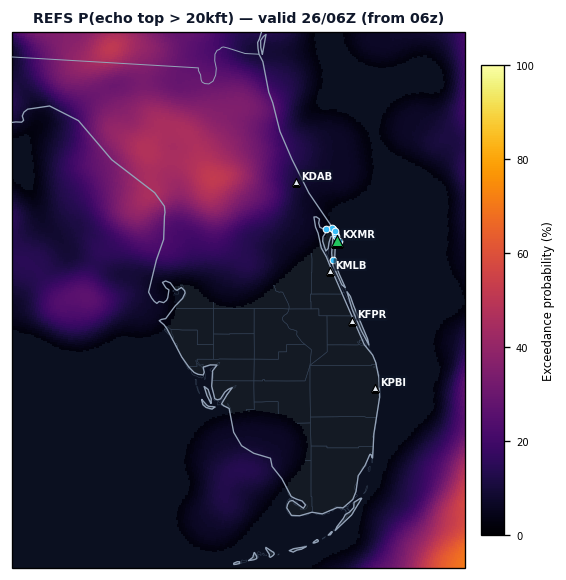 REFS P(echo top > 20kft) — valid 26/06Z (from 06z)
KDAB
KXMR
KMLB
KFPR
KPBI
100
80
60
40
20
0
Exceedance probability (%)